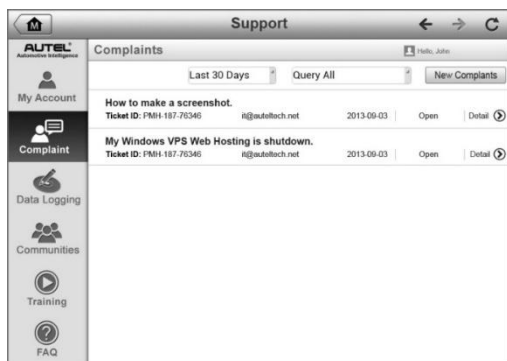 M
Support
AUTEL
Automotive Intelligence
Complaints
Hello, John
My Account
Last 30 Days
Query All
New Complants
How to make a screenshot.
Ticket ID: PMH-187-76346 it@auteltech.net 2013-09-03 Open Detail
Complaint
My Windows VPS Web Hosting is shutdown.
Ticket ID: PMH-187-76346 it@auteltech.net 2013-09-03 Open Detail
Data Logging
Communities
Training
?
FAQ